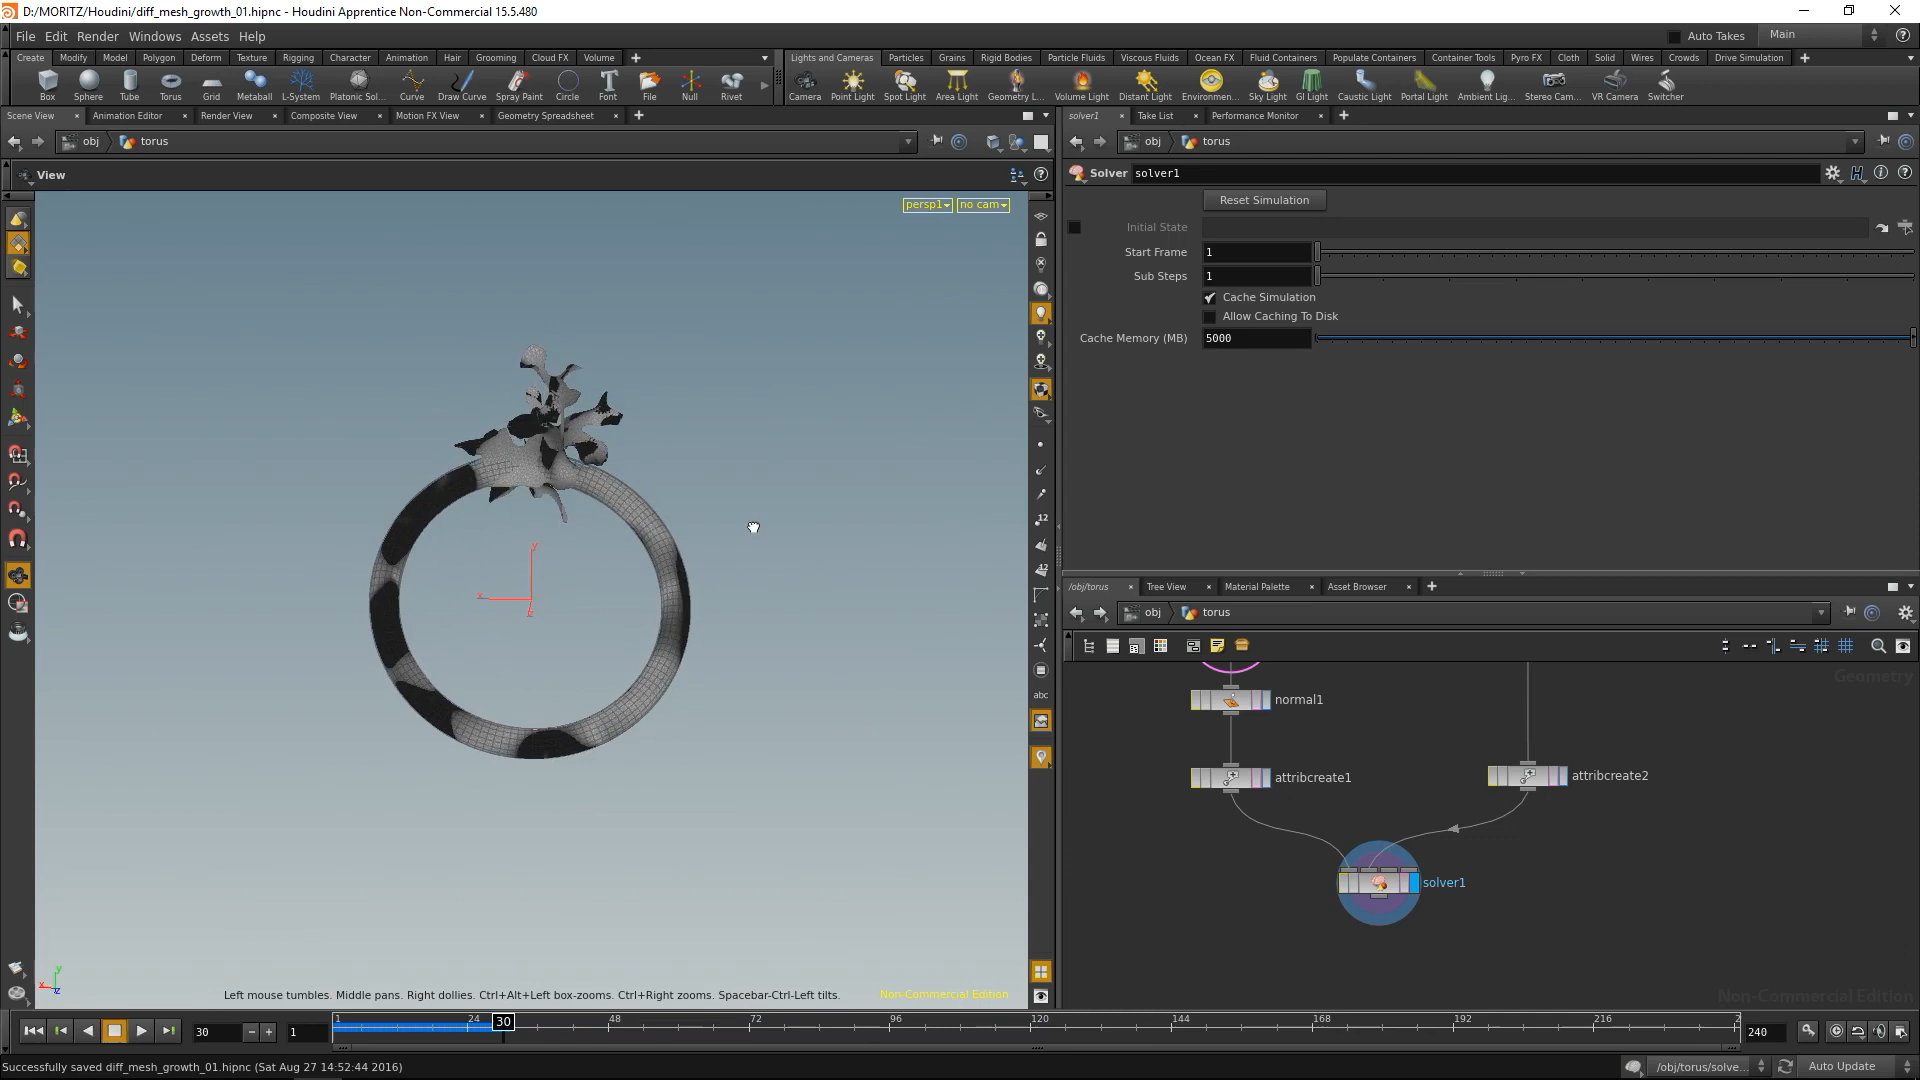 D:/MORITZ/Houdini/diff_mesh_growth_01.hipnc - Houdini Apprentice Non-Commercial 15.5.480
File Edit Render Windows Assets Help
Auto Takes Main
Create Modify Model Polygon Deform Texture Rigging Character Animation Hair Grooming Cloud FX Volume
Lights and Cameras Particles Grains Rigid Bodies Particle Fluids Viscous Fluids Ocean FX Fluid Containers Populate Containers Container Tools Pyro FX Cloth Solid Wires Crowds Drive Simulation
Box Sphere Tube Torus Grid Metaball L-System Platonic Sol... Curve Draw Curve Spray Paint Circle Font File Null Rivet
Camera Point Light Spot Light Area Light Geometry L... Volume Light Distant Light Environmen... Sky Light GI Light Caustic Light Portal Light Ambient Lig... Stereo Cam... VR Camera Switcher
Scene View Animation Editor Render View Composite View Motion FX View Geometry Spreadsheet
solver1 Take List Performance Monitor
obj torus
obj torus
View
Solver solver1
persp1 no cam
Reset Simulation
Initial State
Start Frame 1
Sub Steps 1
Cache Simulation
Allow Caching To Disk
Cache Memory (MB) 5000
y
x
z
12
12
abc
/obj/torus Tree View Material Palette Asset Browser
obj torus
Geometry
normal1
attribcreate1
attribcreate2
solver1
Non-Commercial Edition
y
x
z
Left mouse tumbles. Middle pans. Right dollies. Ctrl+Alt+Left box-zooms. Ctrl+Right zooms. Spacebar-Ctrl-Left tilts.
Non-Commercial Edition
30 1
1 24 30 48 72 96 120 144 168 192 216 2
240
Successfully saved diff_mesh_growth_01.hipnc (Sat Aug 27 14:52:44 2016)
/obj/torus/solve... Auto Update